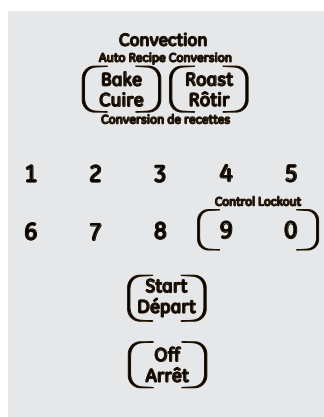 Convection
Auto Recipe Conversion
Bake Roast
Cuire Rôtir
Conversion de recettes
1 2 3 4 5
Control Lockout
6 7 8 9 0
Start
Départ
Off
Arrêt